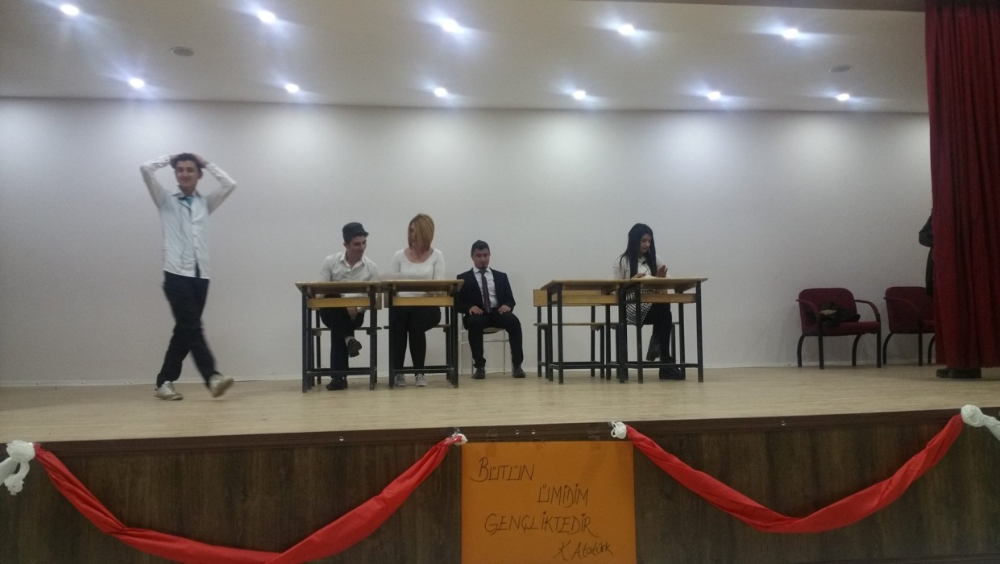 BÜTÜN
ÜMİDİM
GENÇLİKTEDİR
K Atatürk